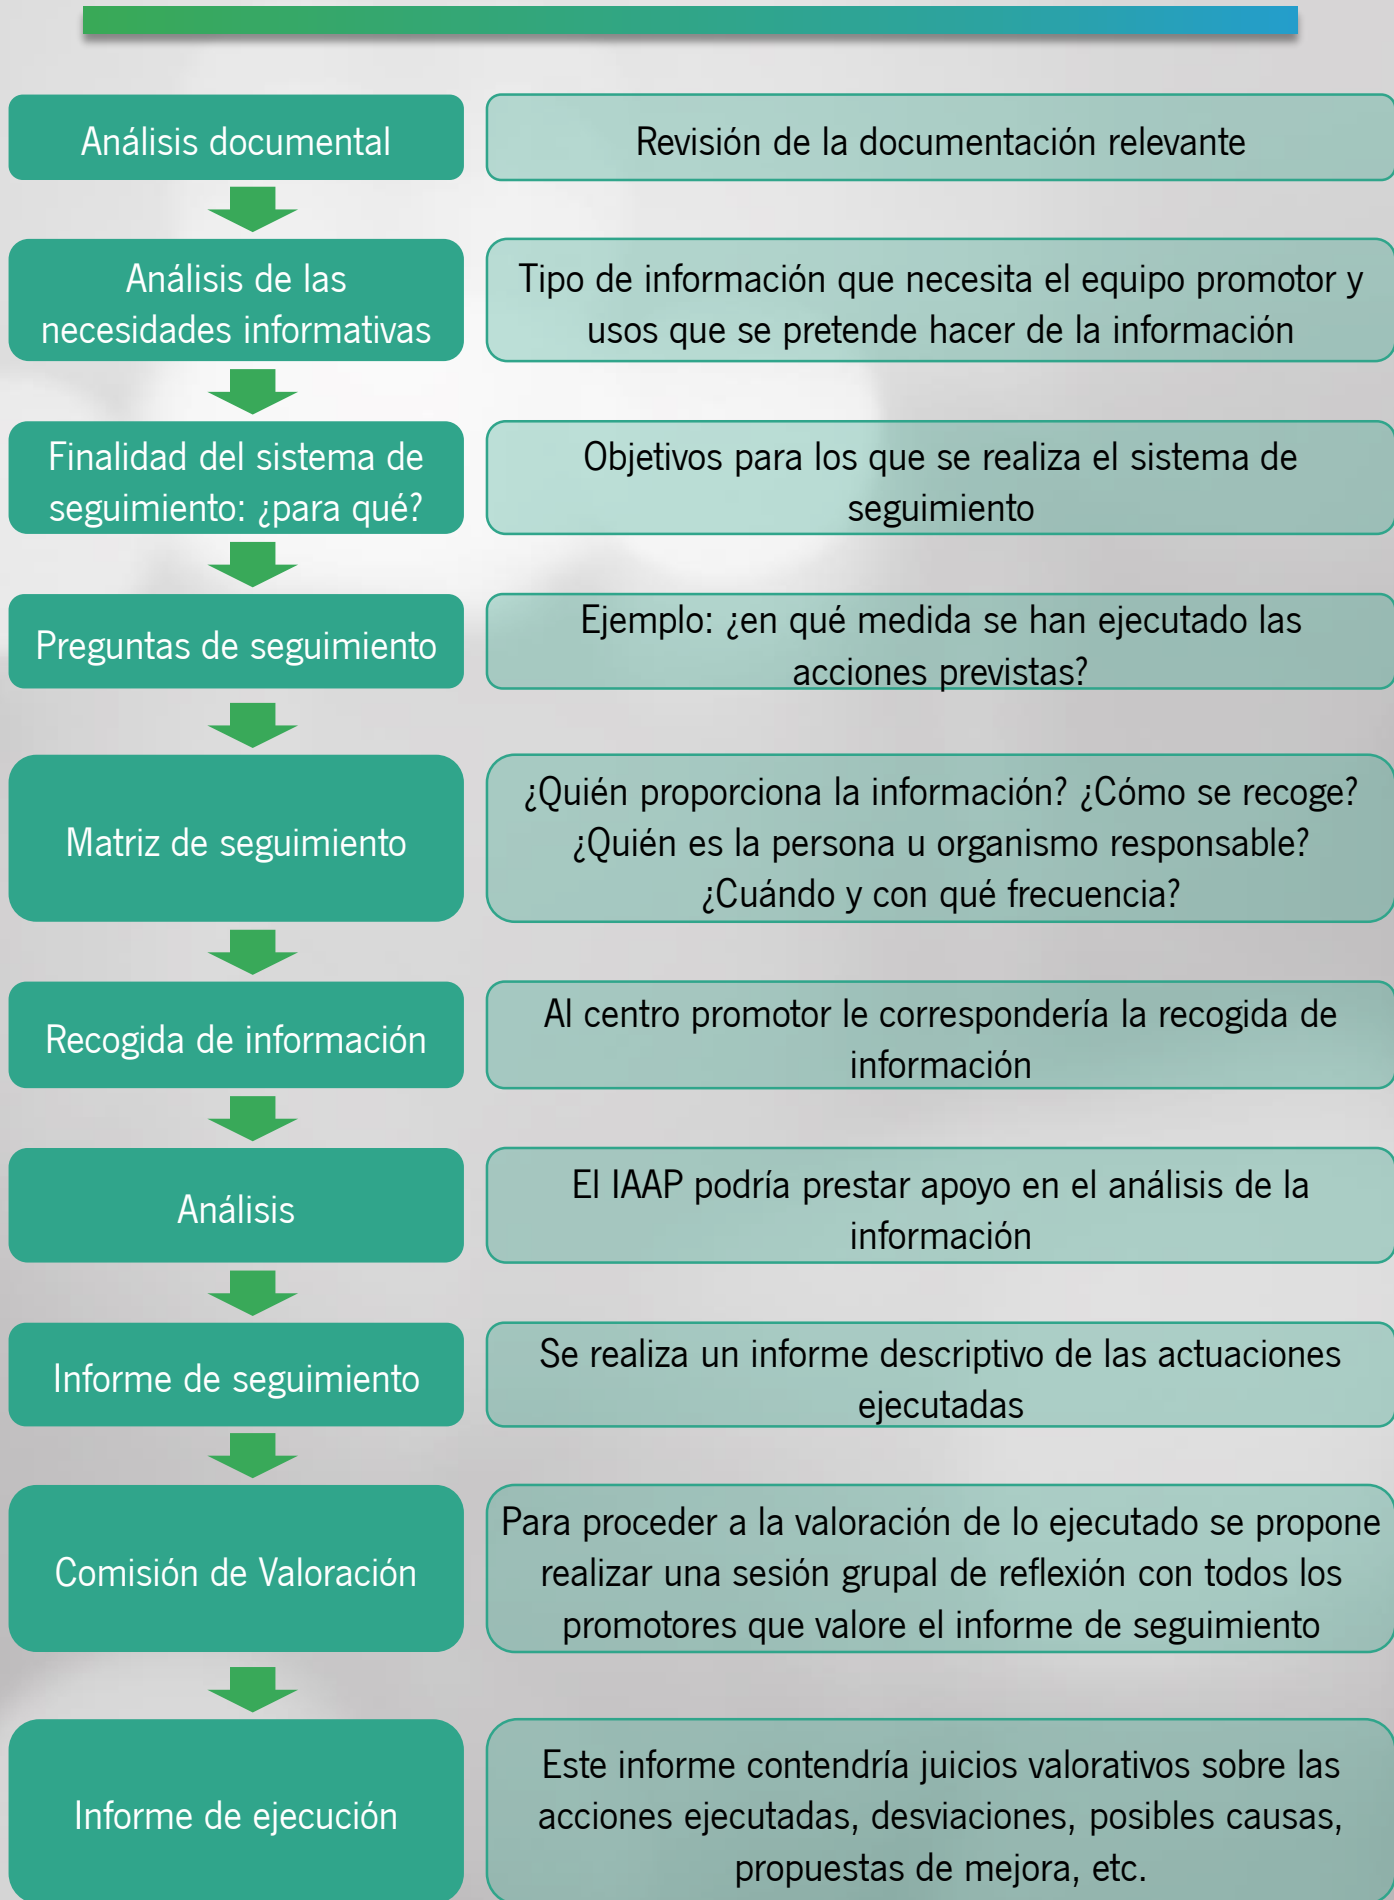 Análisis documental
Revisión de la documentación relevante
Análisis de las
necesidades informativas
Tipo de información que necesita el equipo promotor y
usos que se pretende hacer de la información
Finalidad del sistema de
seguimiento: ¿para qué?
Objetivos para los que se realiza el sistema de
seguimiento
Preguntas de seguimiento
Ejemplo: ¿en qué medida se han ejecutado las
acciones previstas?
Matriz de seguimiento
¿Quién proporciona la información? ¿Cómo se recoge?
¿Quién es la persona u organismo responsable?
¿Cuándo y con qué frecuencia?
Recogida de información
Al centro promotor le correspondería la recogida de
información
Análisis
El IAAP podría prestar apoyo en el análisis de la
información
Informe de seguimiento
Se realiza un informe descriptivo de las actuaciones
ejecutadas
Comisión de Valoración
Para proceder a la valoración de lo ejecutado se propone
realizar una sesión grupal de reflexión con todos los
promotores que valore el informe de seguimiento
Informe de ejecución
Este informe contendría juicios valorativos sobre las
acciones ejecutadas, desviaciones, posibles causas,
propuestas de mejora, etc.